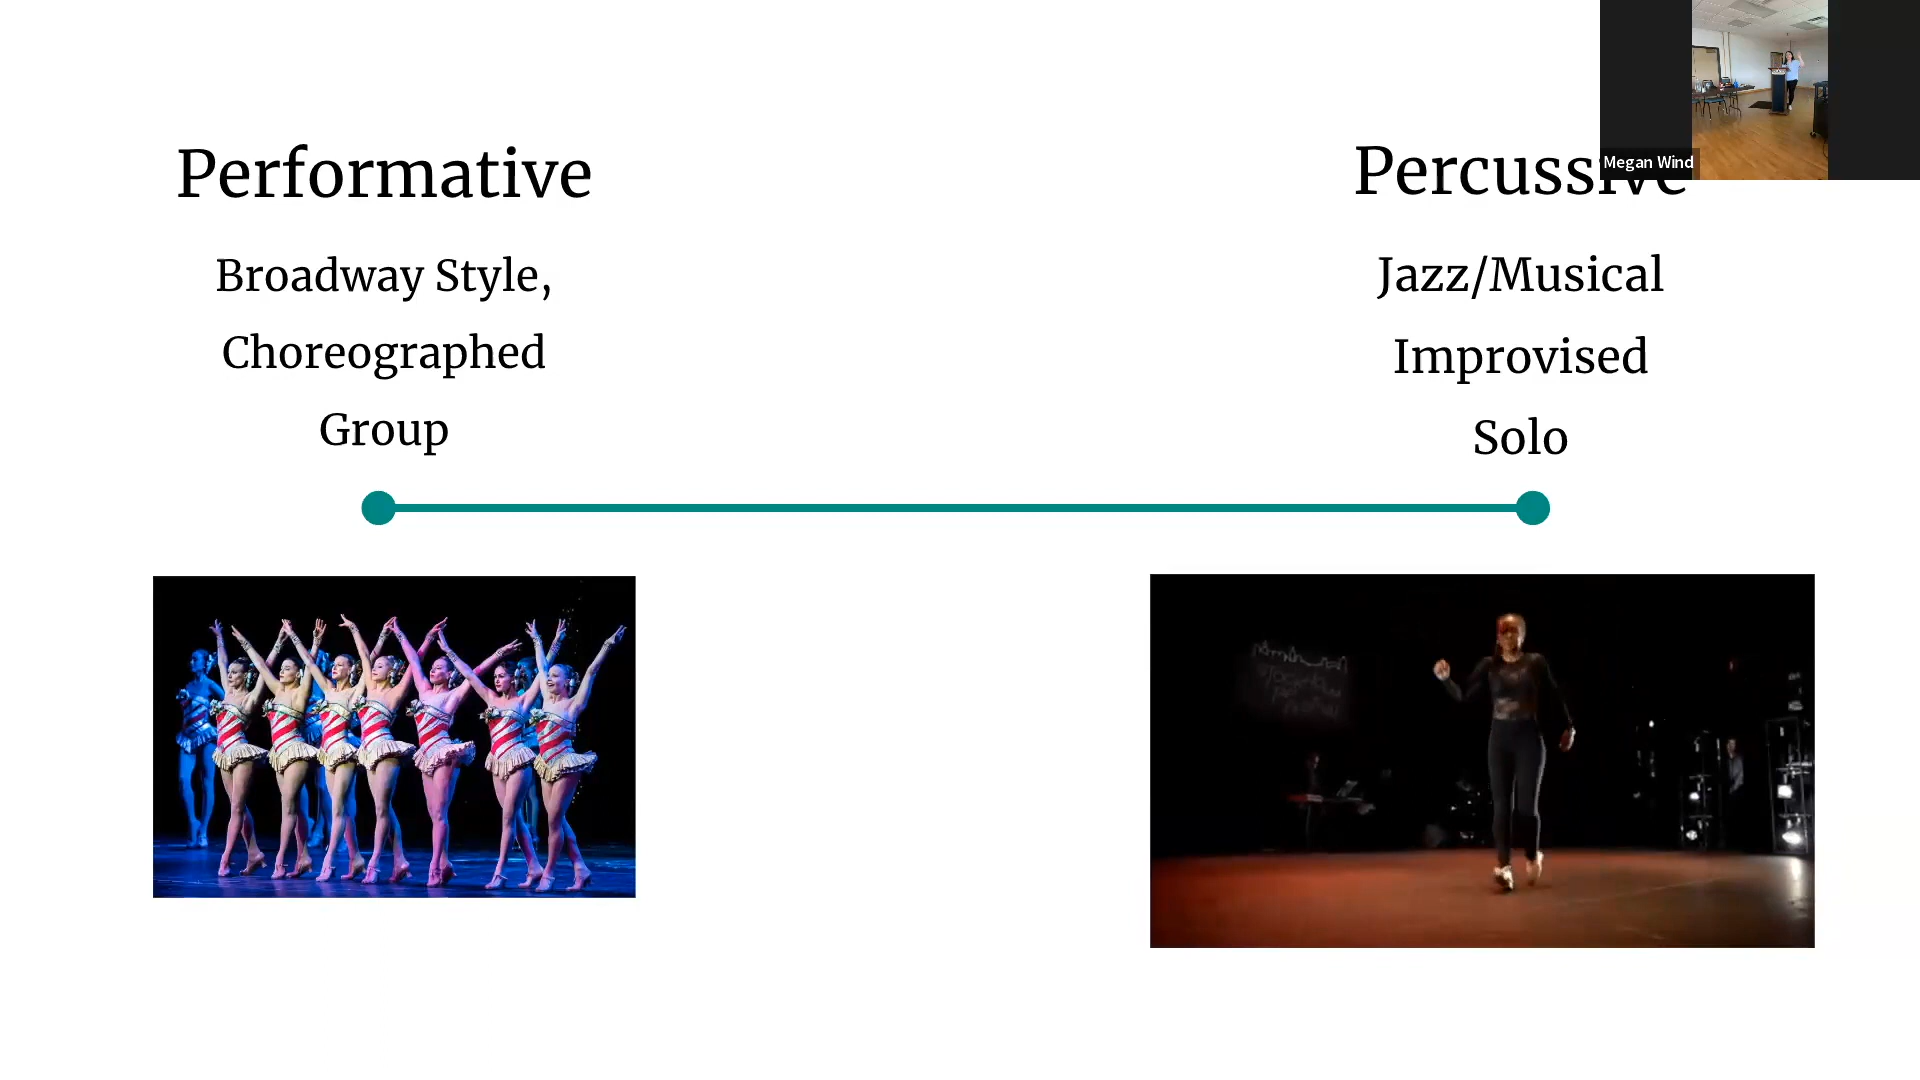 Performative
Broadway Style,
Choreographed
Group
Percussive
Jazz/Musical
Improvised
Solo
Megan Wind